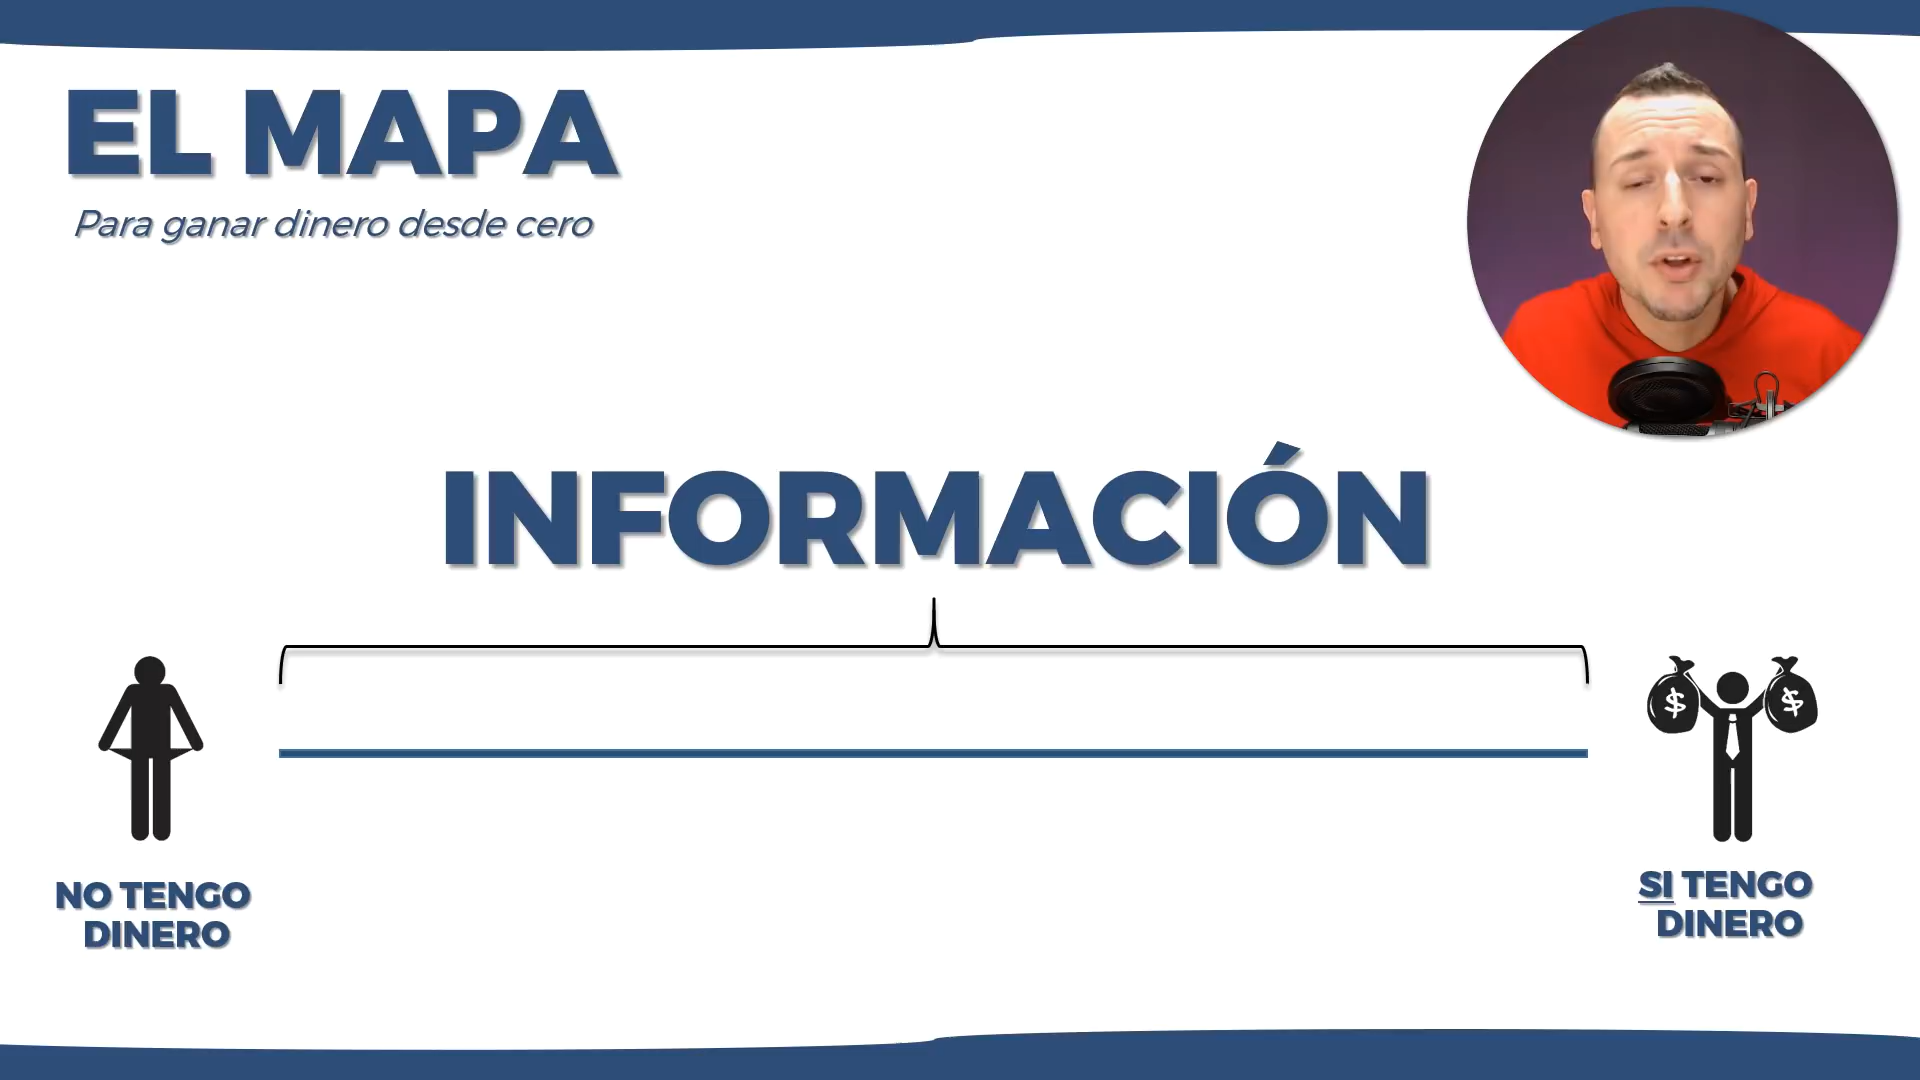 EL MAPA
Para ganar dinero desde cero
INFORMACIÓN
$ $
NO TENGO
DINERO
SI TENGO
DINERO